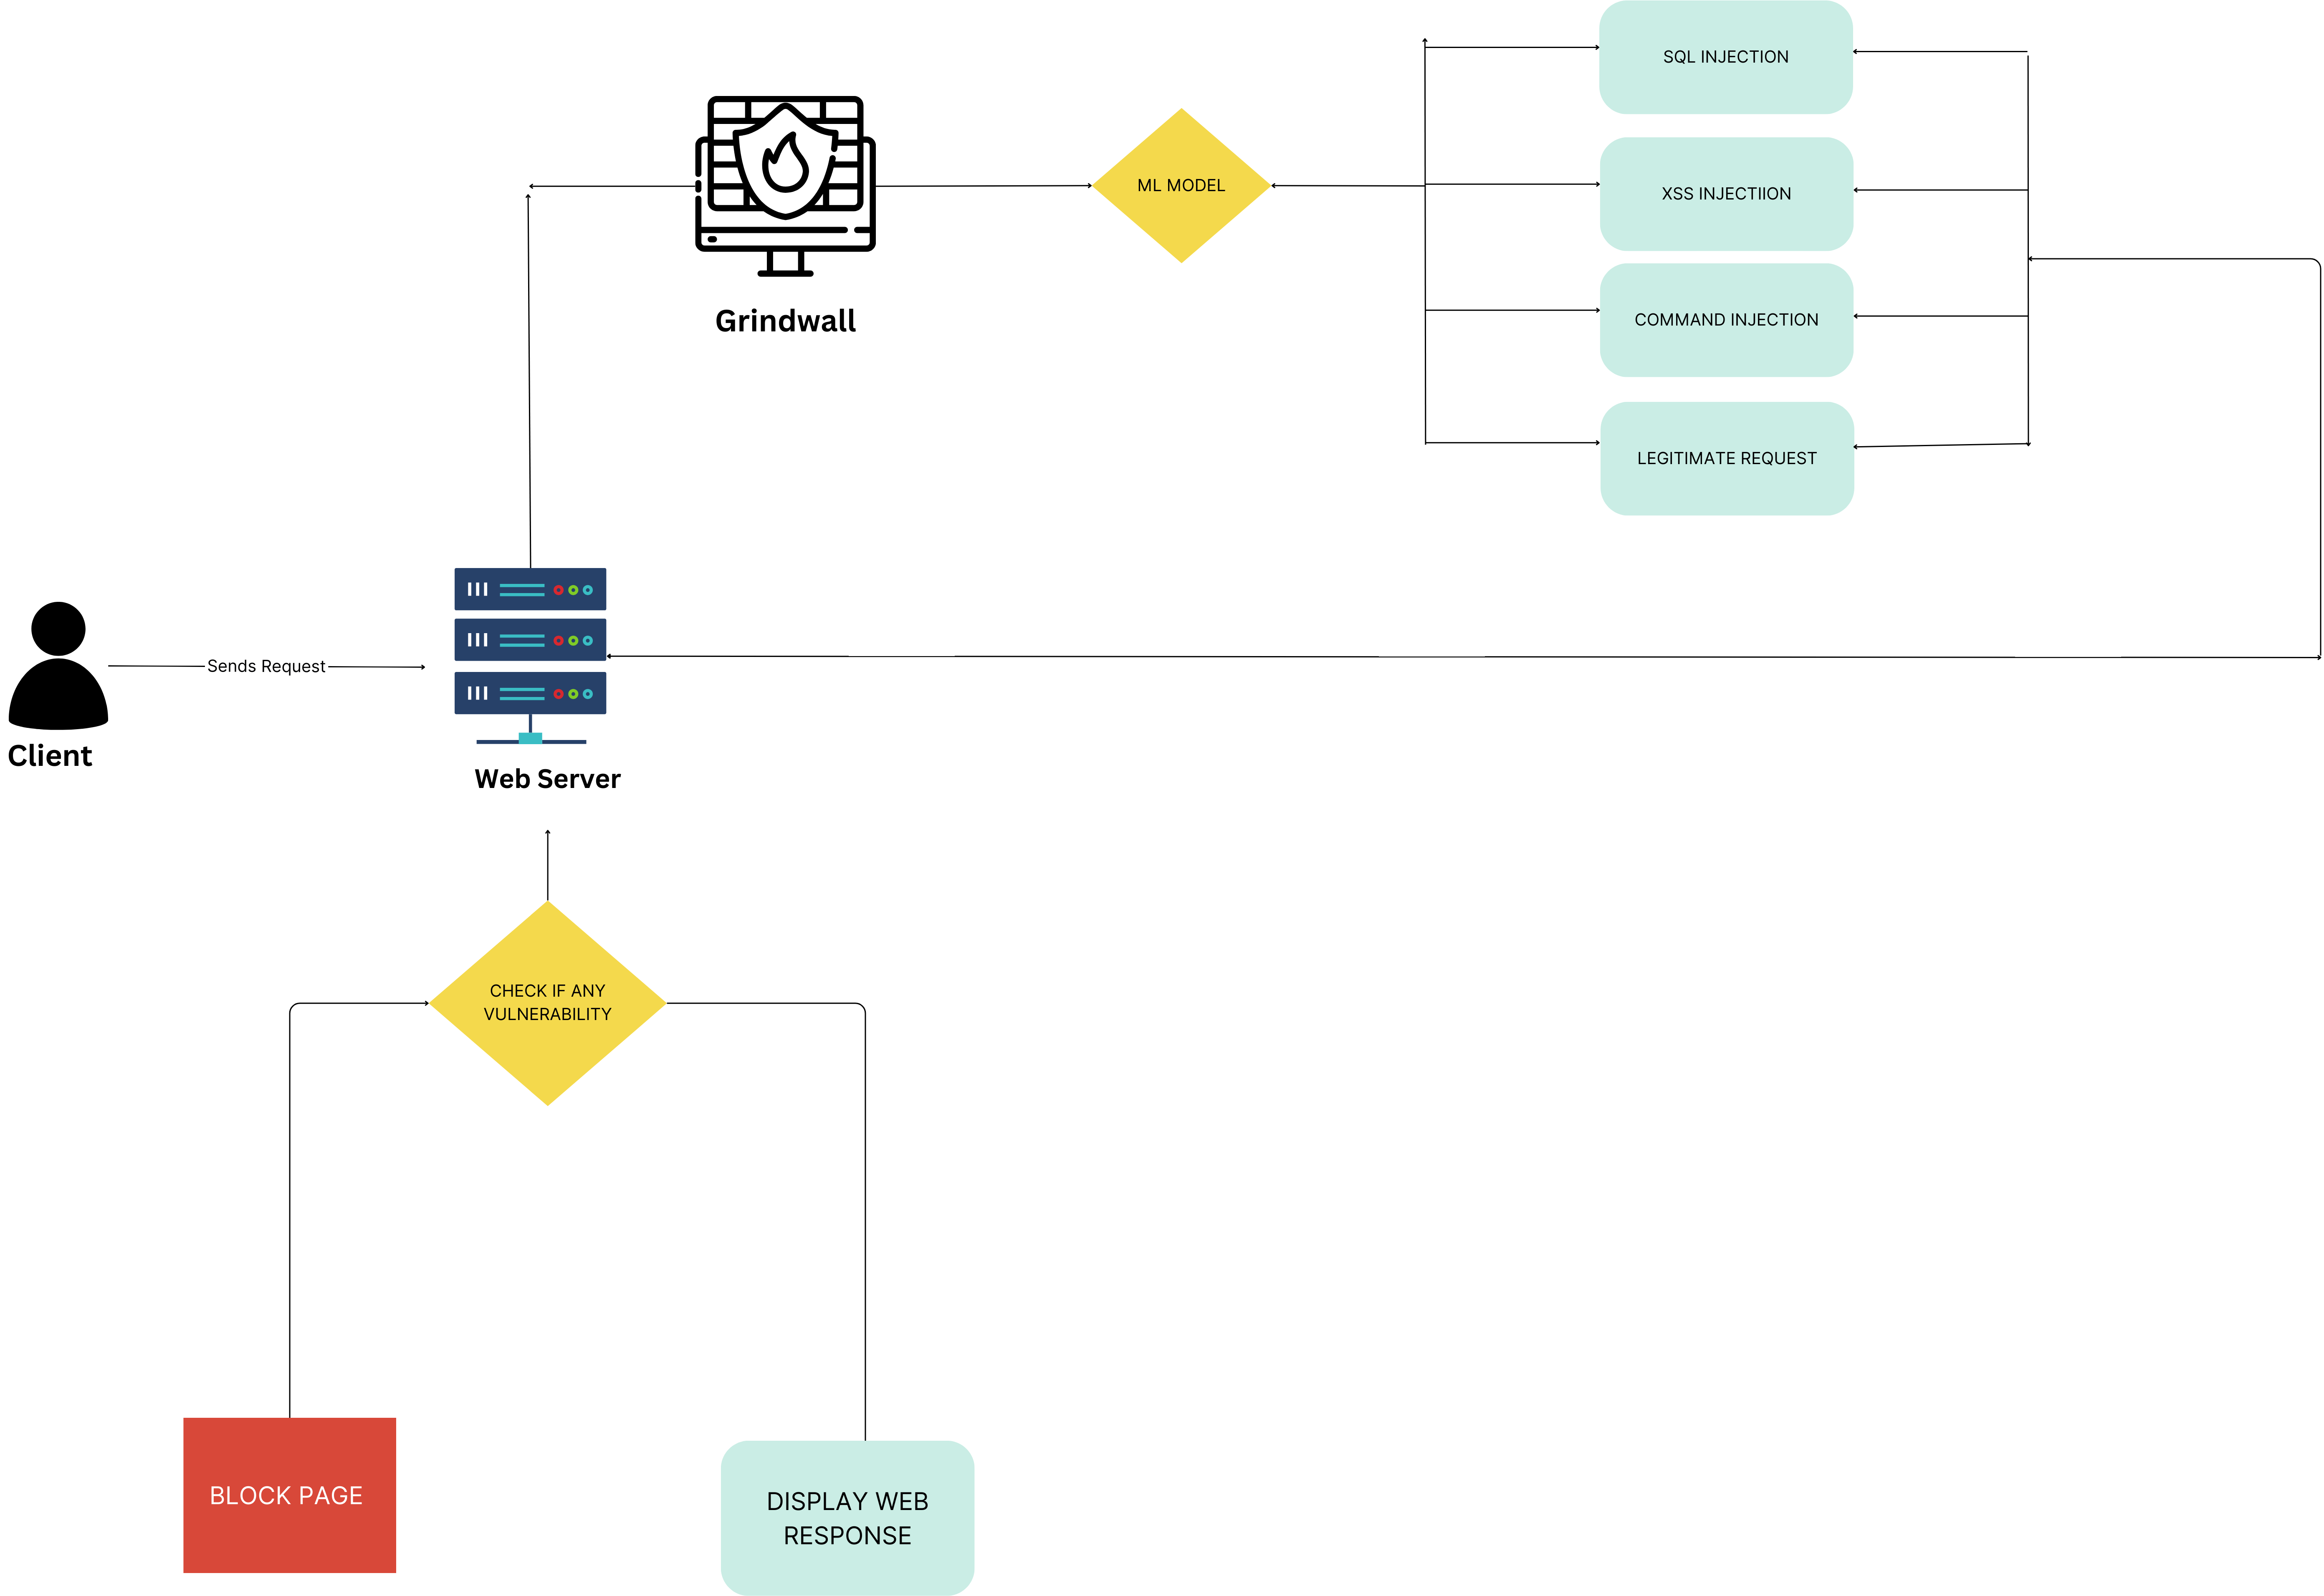 SQL INJECTION
ML MODEL
XSS INJECTIION
Grindwall
COMMAND INJECTION
LEGITIMATE REQUEST
Sends Request
Client
Web Server
CHECK IF ANY
VULNERABILITY
BLOCK PAGE
DISPLAY WEB
RESPONSE